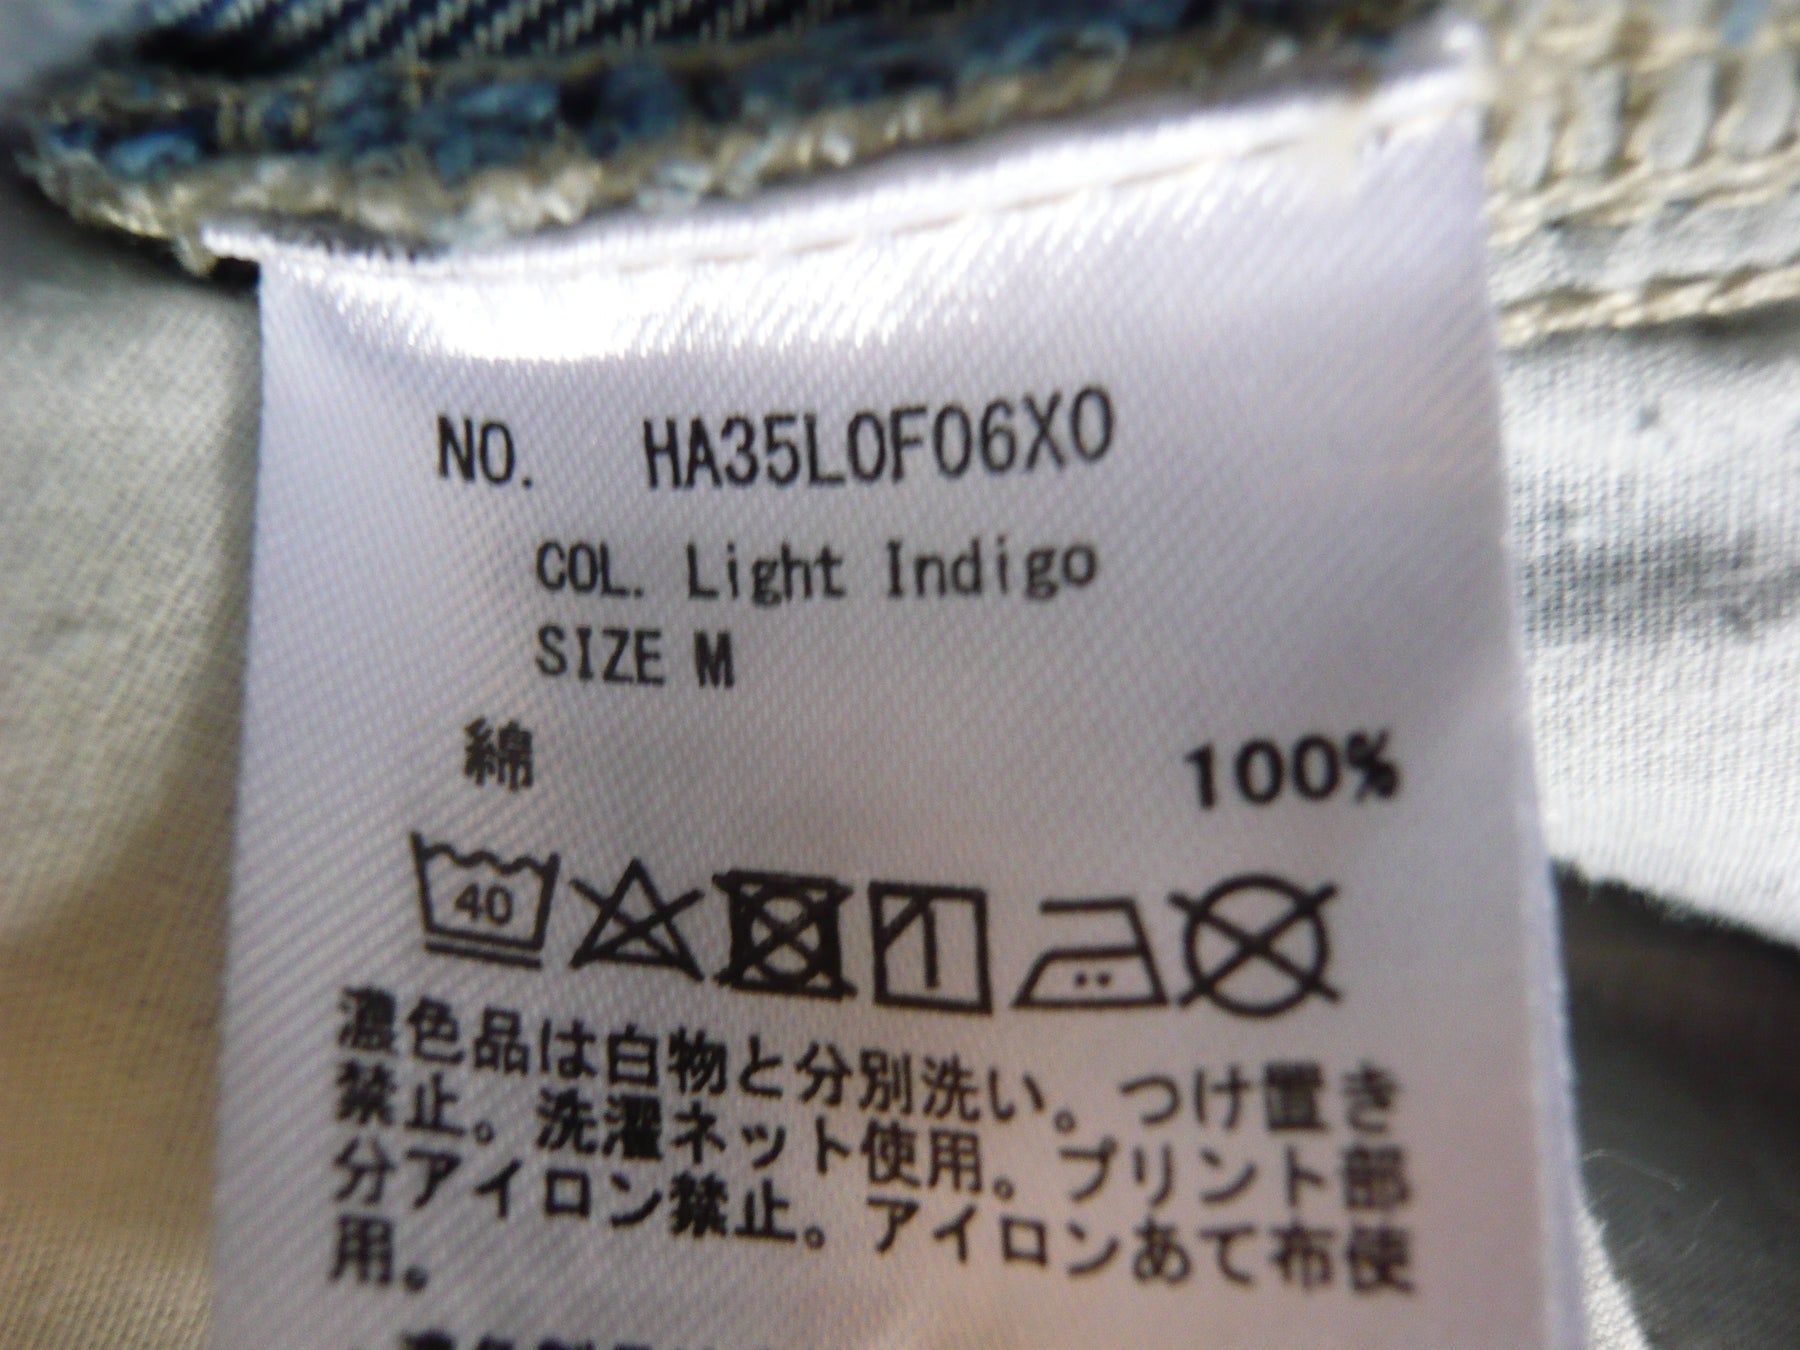 NO. HA35L0F06X0
COL. Light Indigo
SIZE M
綿 100%
40
濃色品は白物と分別洗い。つけ置き
禁止。洗濯ネット使用。プリント部
分アイロン禁止。アイロンあて布使
用。